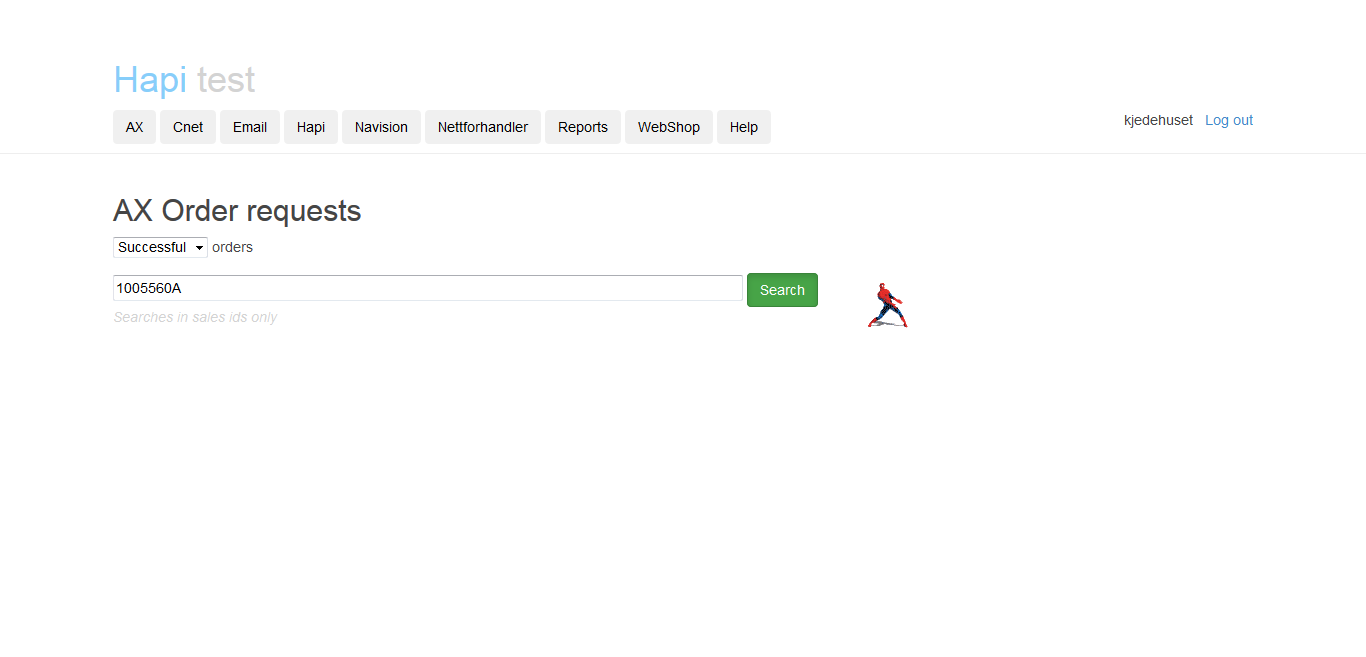 Hapi test
AX Cnet Email Hapi Navision Nettforhandler Reports WebShop Help
kjedehuset Log out
AX Order requests
Successful orders
1005560A Search
Searches in sales ids only